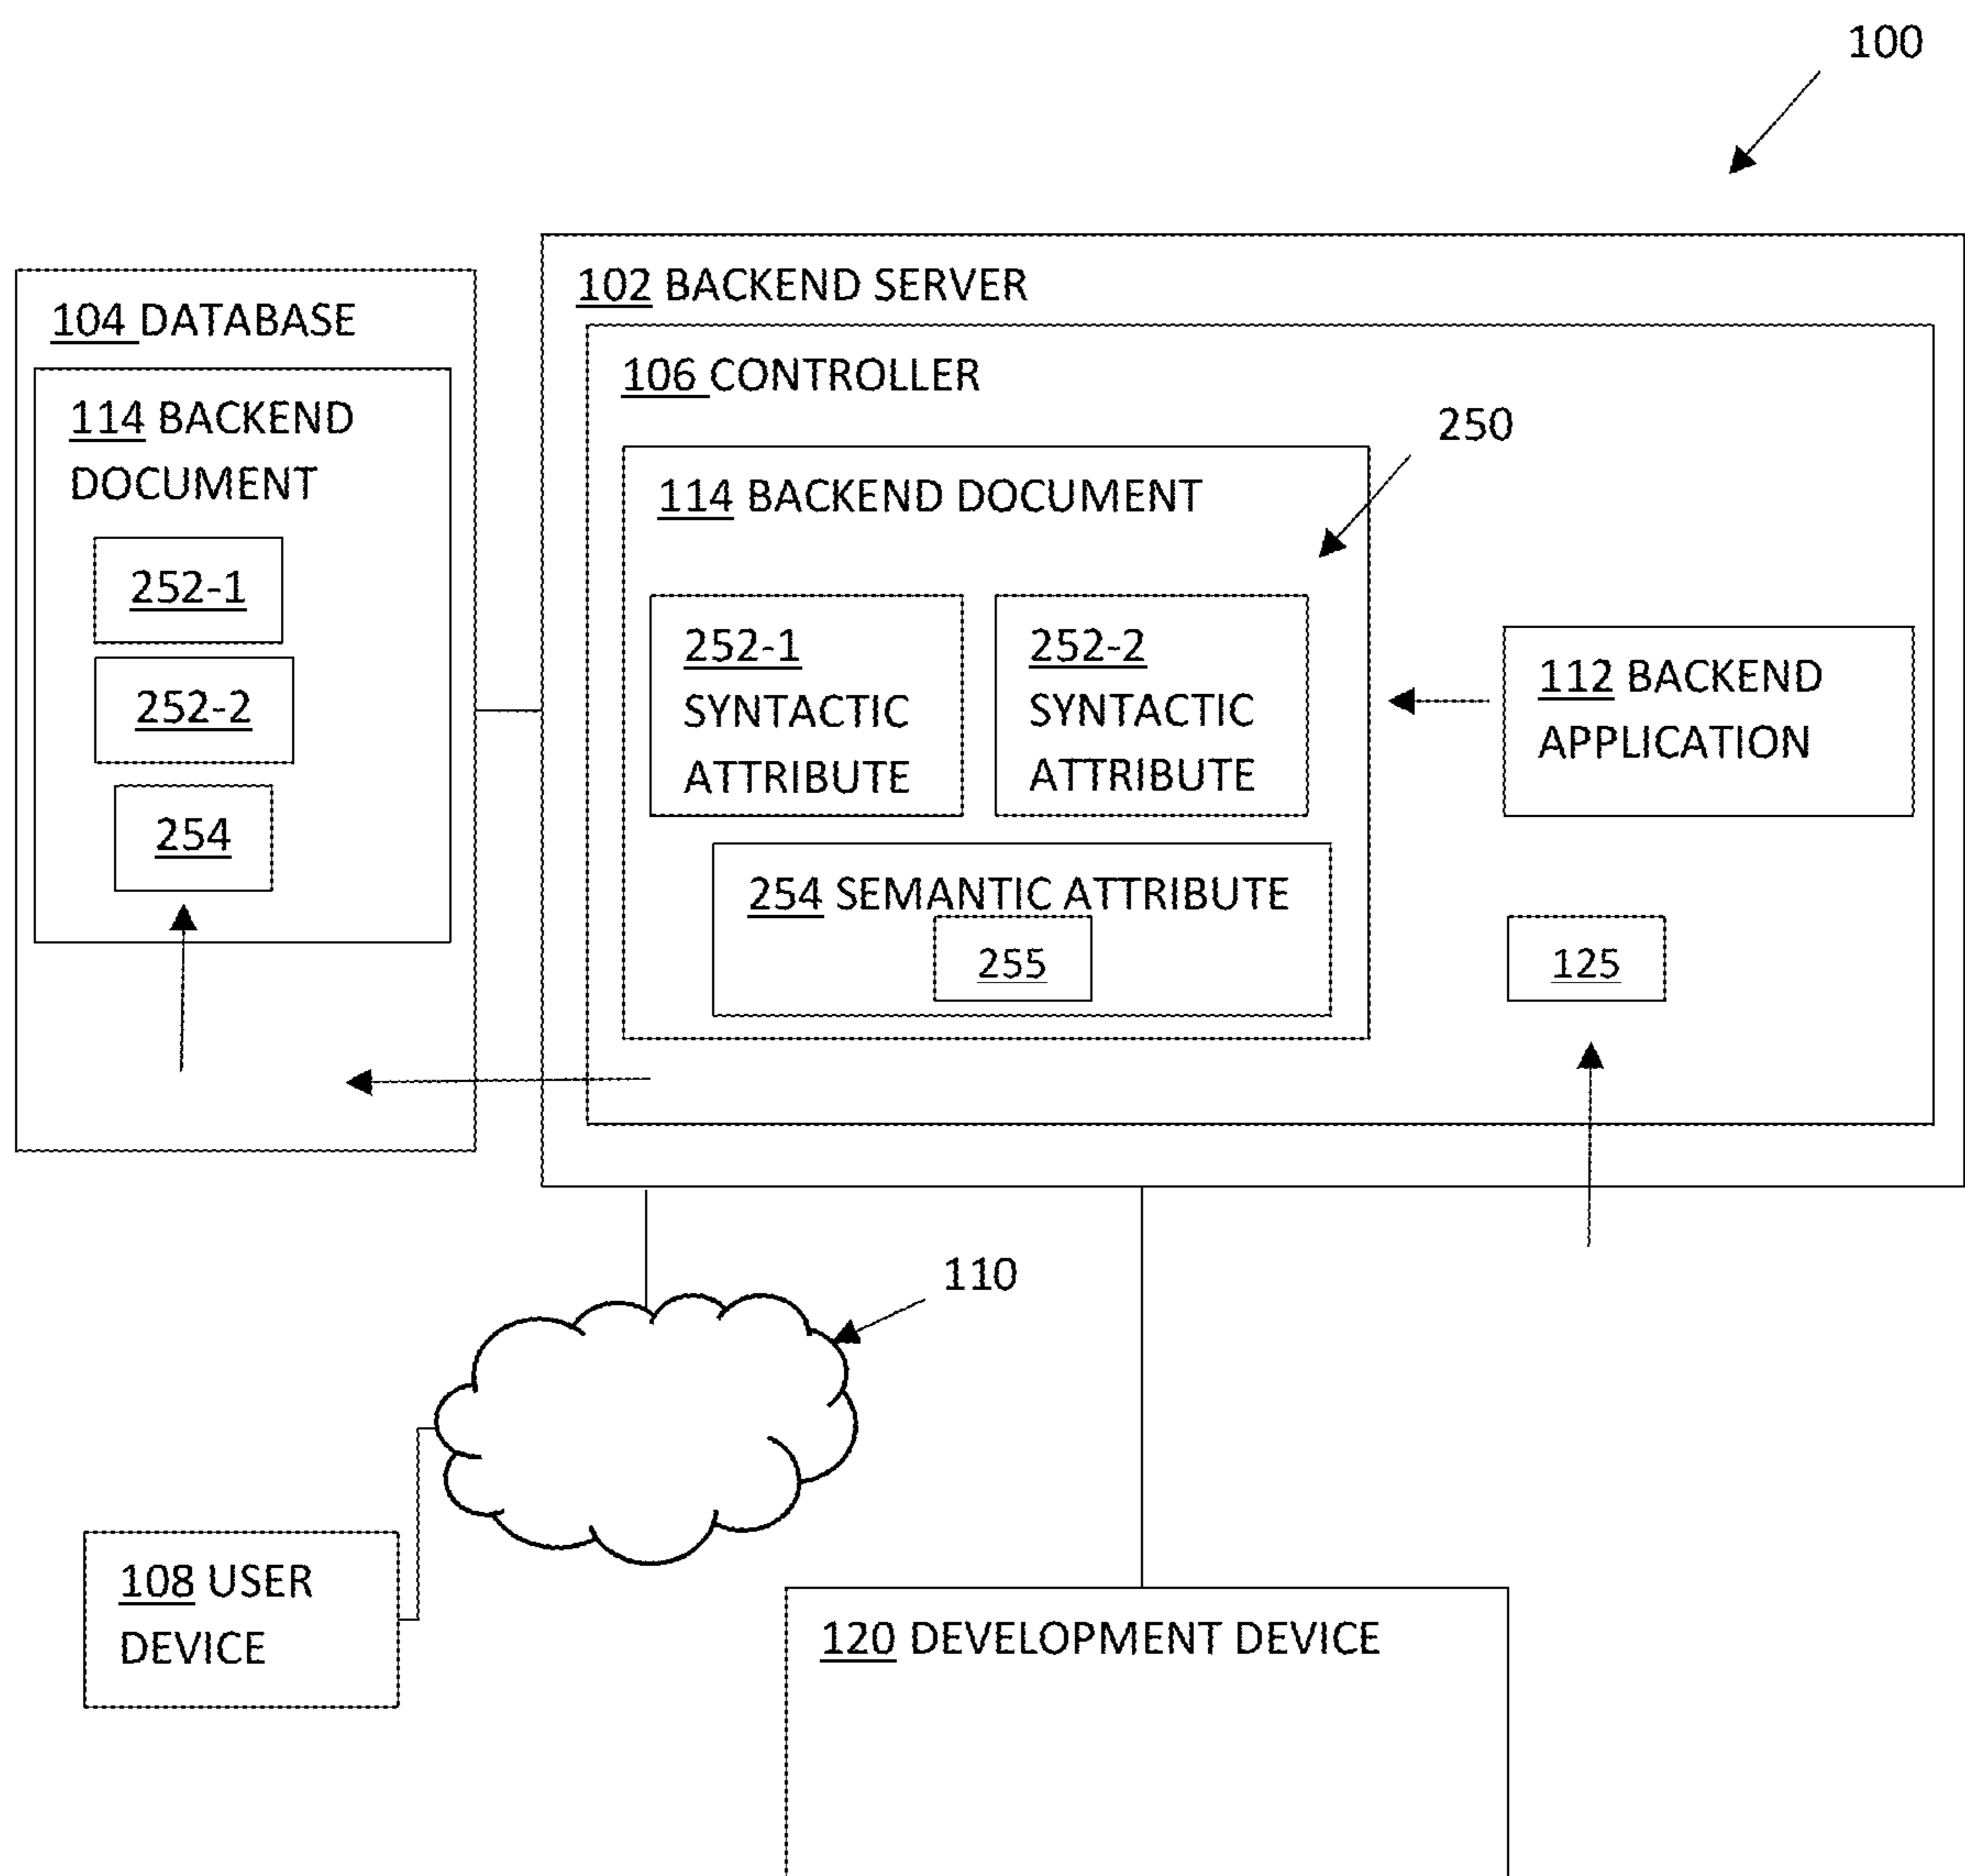 100
104 DATABASE
114 BACKEND
DOCUMENT
252-1
252-2
254
102 BACKEND SERVER
106 CONTROLLER
250
114 BACKEND DOCUMENT
252-1
SYNTACTIC
ATTRIBUTE
252-2
SYNTACTIC
ATTRIBUTE
112 BACKEND
APPLICATION
254 SEMANTIC ATTRIBUTE
255
125
110
108 USER
DEVICE
120 DEVELOPMENT DEVICE